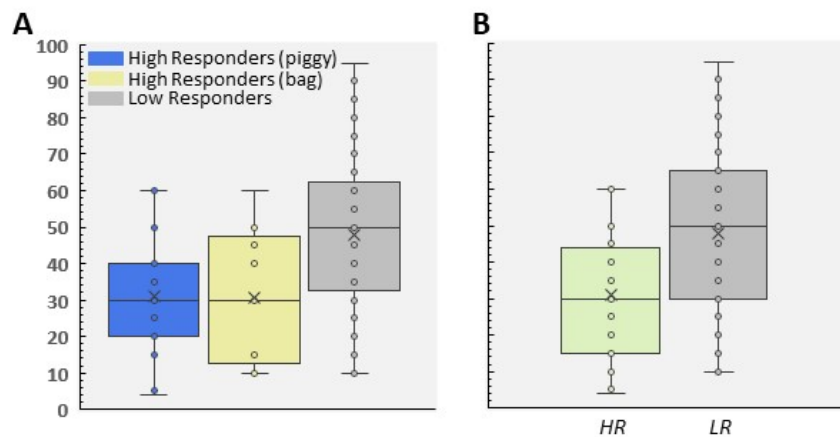 A
B
100
90
80
70
60
50
40
30
20
10
0
High Responders (piggy)
High Responders (bag)
Low Responders
HR
LR